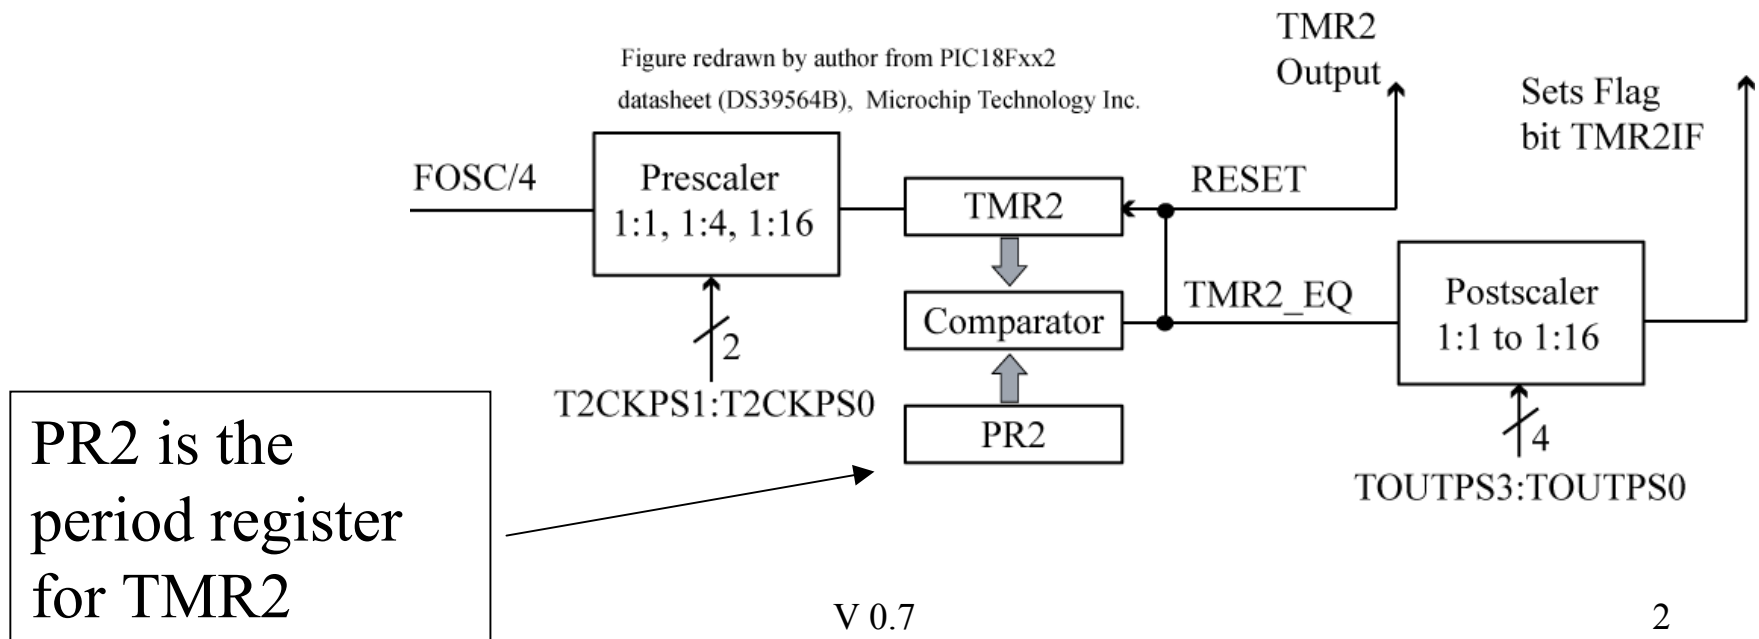 TMR2
Output
Figure redrawn by author from PIC18Fxx2
datasheet (DS39564B), Microchip Technology Inc.
Sets Flag
bit TMR2IF
FOSC/4
Prescaler
1:1, 1:4, 1:16
TMR2
RESET
Comparator
TMR2_EQ
Postscaler
1:1 to 1:16
2
T2CKPS1:T2CKPS0
PR2
4
TOUTPS3:TOUTPS0
PR2 is the
period register
for TMR2
V 0.7
2